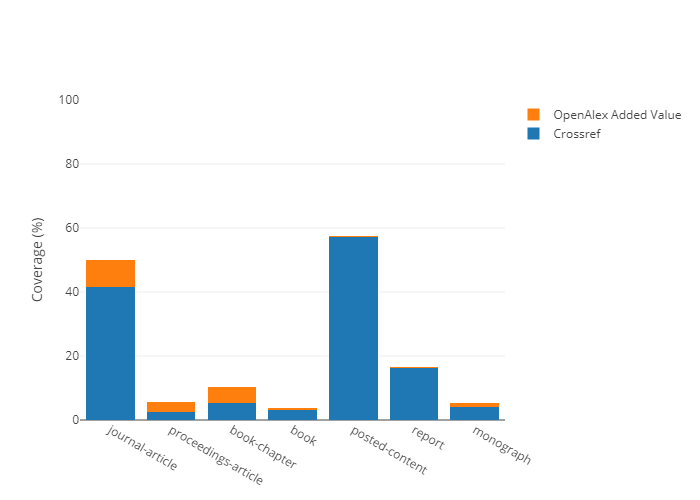 100
80
60
40
20
0
Coverage (%)
journal-article
proceedings-article
book-chapter
book
posted-content
report
monograph
OpenAlex Added Value
Crossref